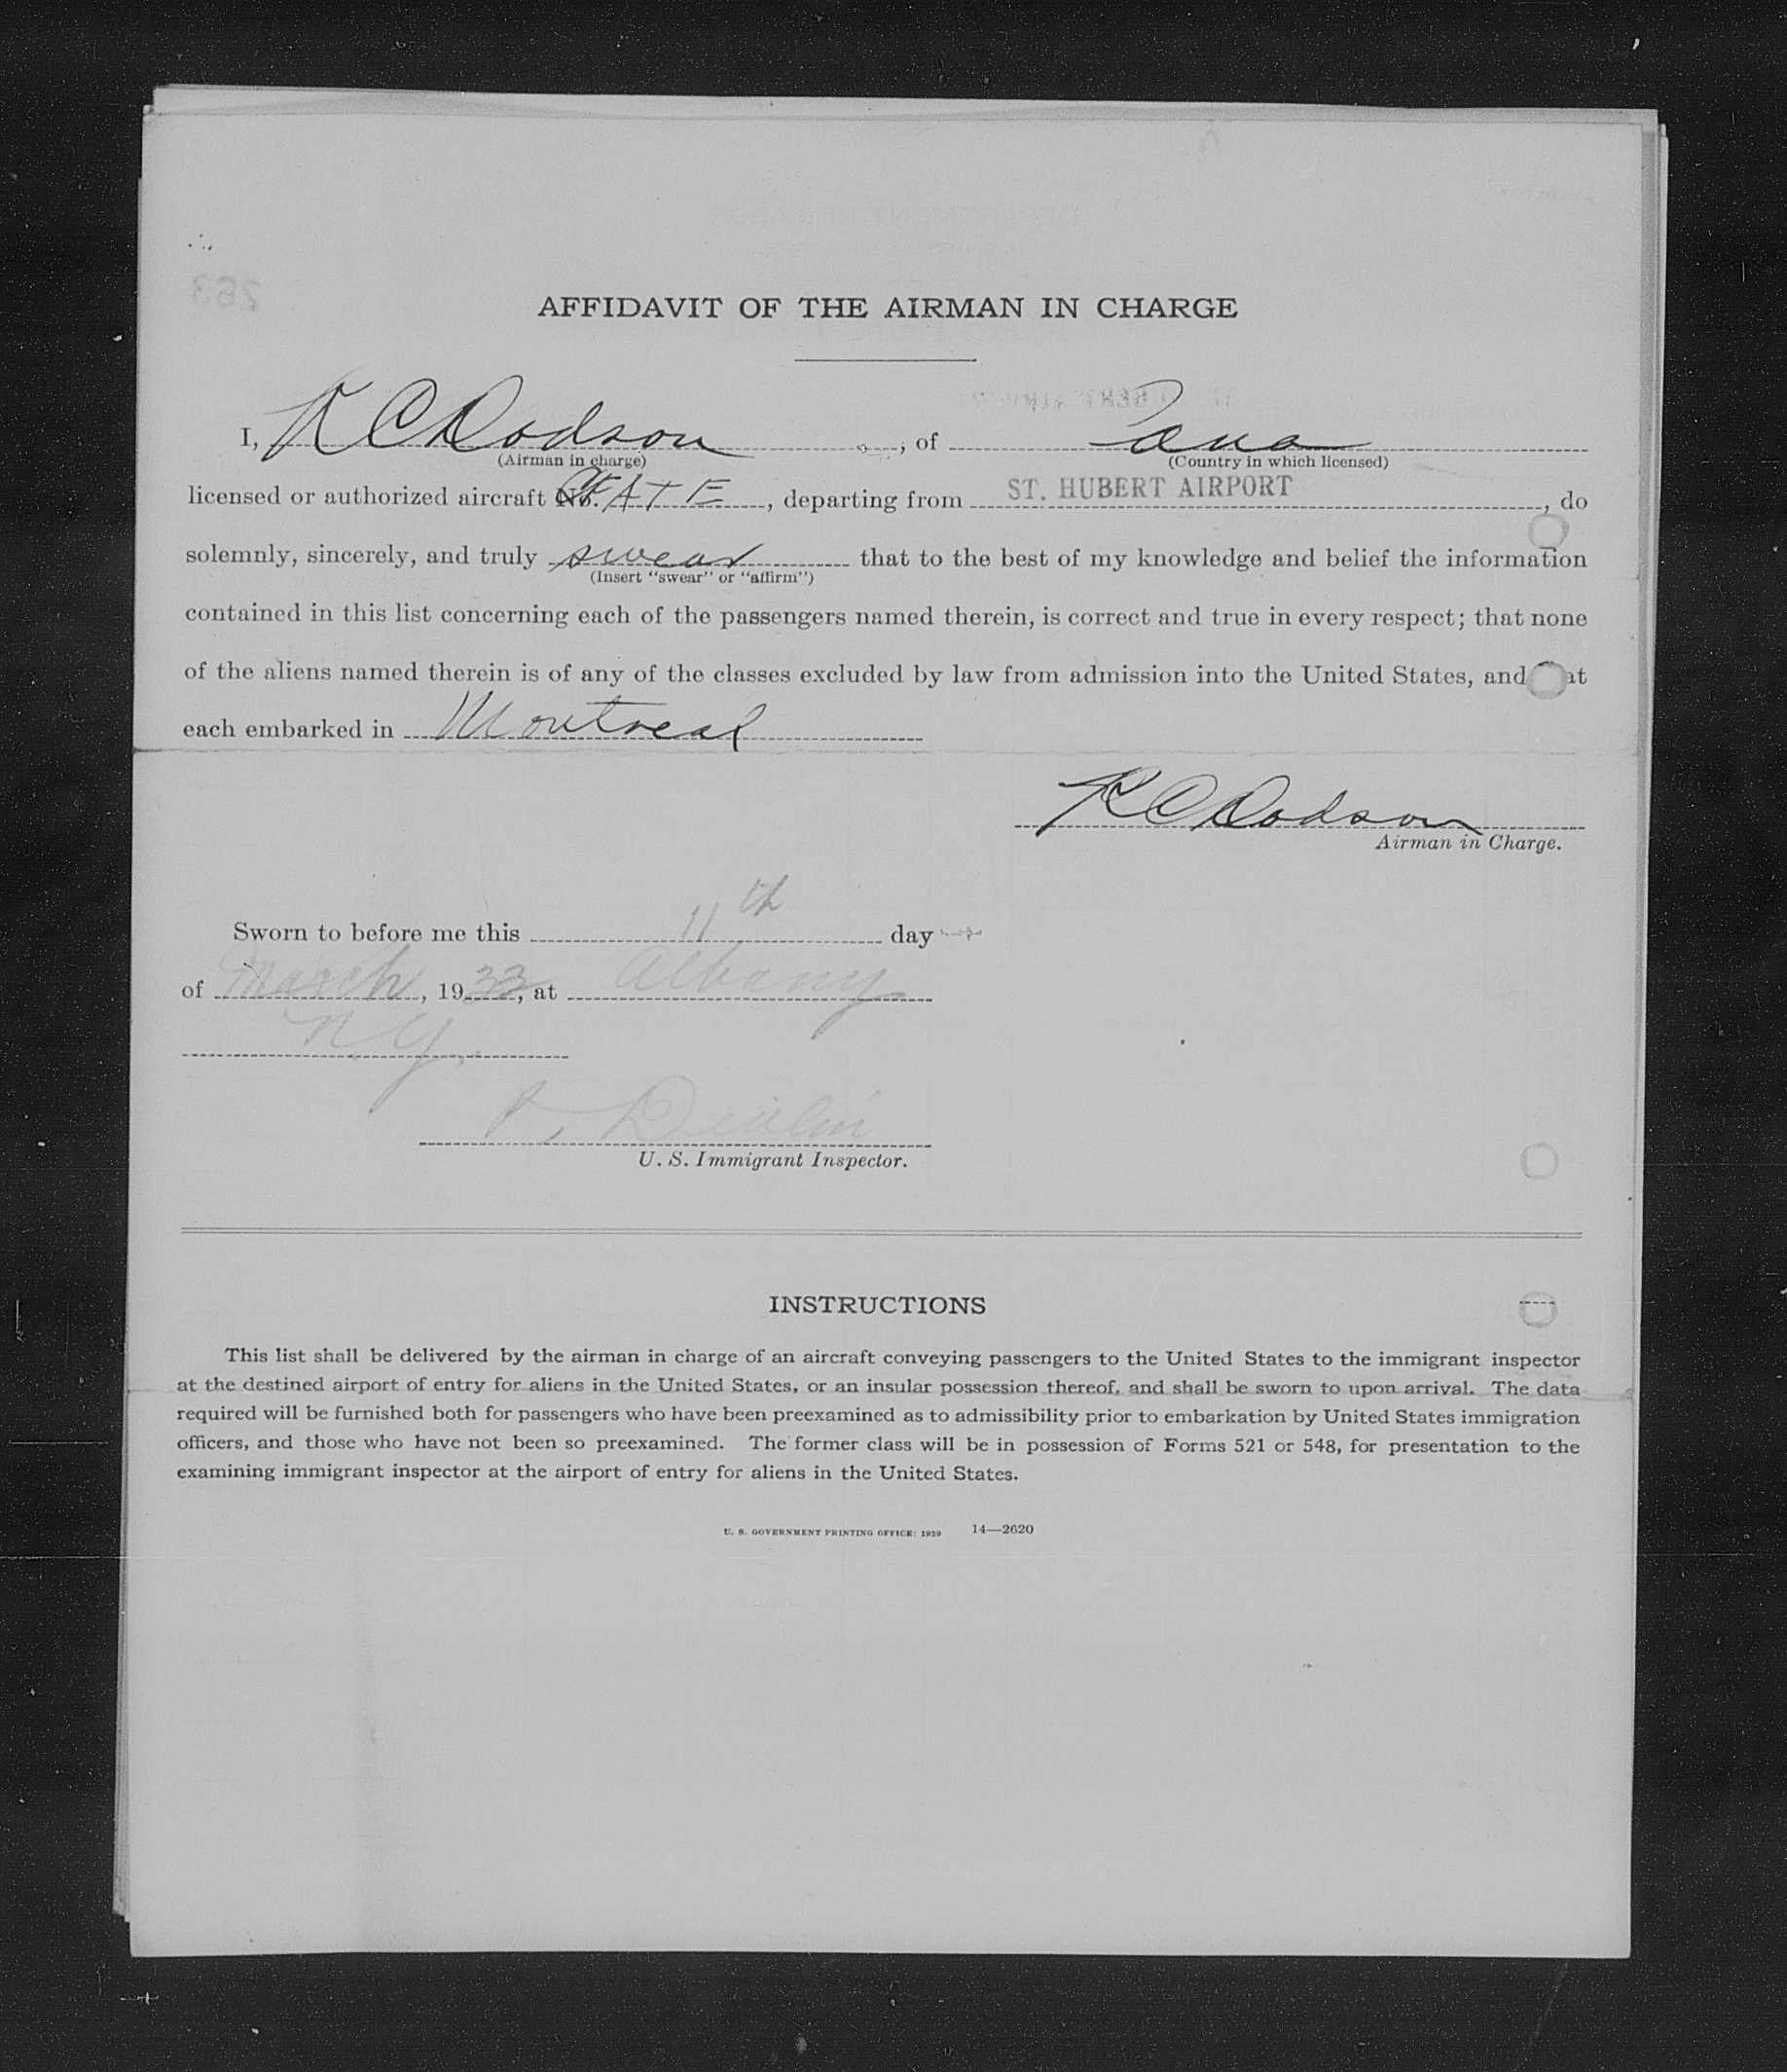 AFFIDAVIT OF THE AIRMAN IN CHARGE
I, R C Dodson, of Cana
(Airman in charge) (Country in which licensed)
licensed or authorized aircraft No. CF ATE, departing from ST. HUBERT AIRPORT, do
solemnly, sincerely, and truly swear that to the best of my knowledge and belief the information
(Insert "swear" or "affirm")
contained in this list concerning each of the passengers named therein, is correct and true in every respect; that none
of the aliens named therein is of any of the classes excluded by law from admission into the United States, and at
each embarked in Montreal
R C Dodson
Airman in Charge.
Sworn to before me this 11th day
of March, 1933, at Albany
N Y.
Devlin
U. S. Immigrant Inspector.
INSTRUCTIONS
This list shall be delivered by the airman in charge of an aircraft conveying passengers to the United States to the immigrant inspector
at the destined airport of entry for aliens in the United States, or an insular possession thereof, and shall be sworn to upon arrival. The data
required will be furnished both for passengers who have been preexamined as to admissibility prior to embarkation by United States immigration
officers, and those who have not been so preexamined. The former class will be in possession of Forms 521 or 548, for presentation to the
examining immigrant inspector at the airport of entry for aliens in the United States.
U. S. GOVERNMENT PRINTING OFFICE: 1929 14—2620